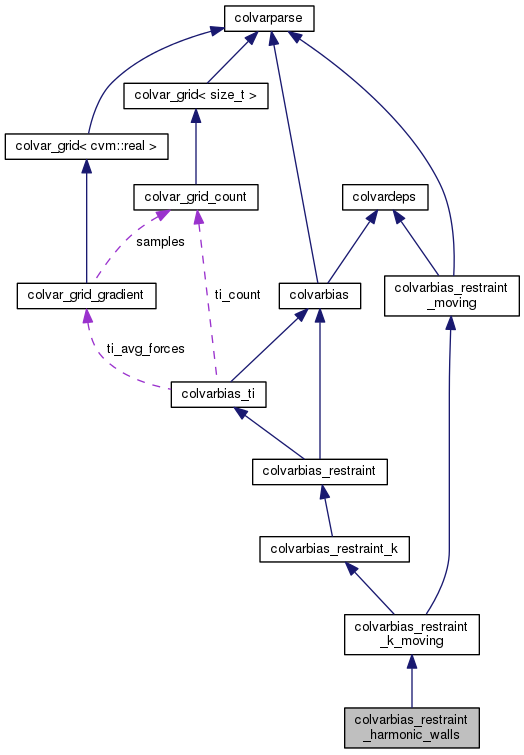 colvarparse
colvar_grid< size_t >
colvar_grid< cvm::real >
colvar_grid_count
colvardeps
samples
colvar_grid_gradient
ti_count
colvarbias
colvarbias_restraint
_moving
ti_avg_forces
colvarbias_ti
colvarbias_restraint
colvarbias_restraint_k
colvarbias_restraint
_k_moving
colvarbias_restraint
_harmonic_walls